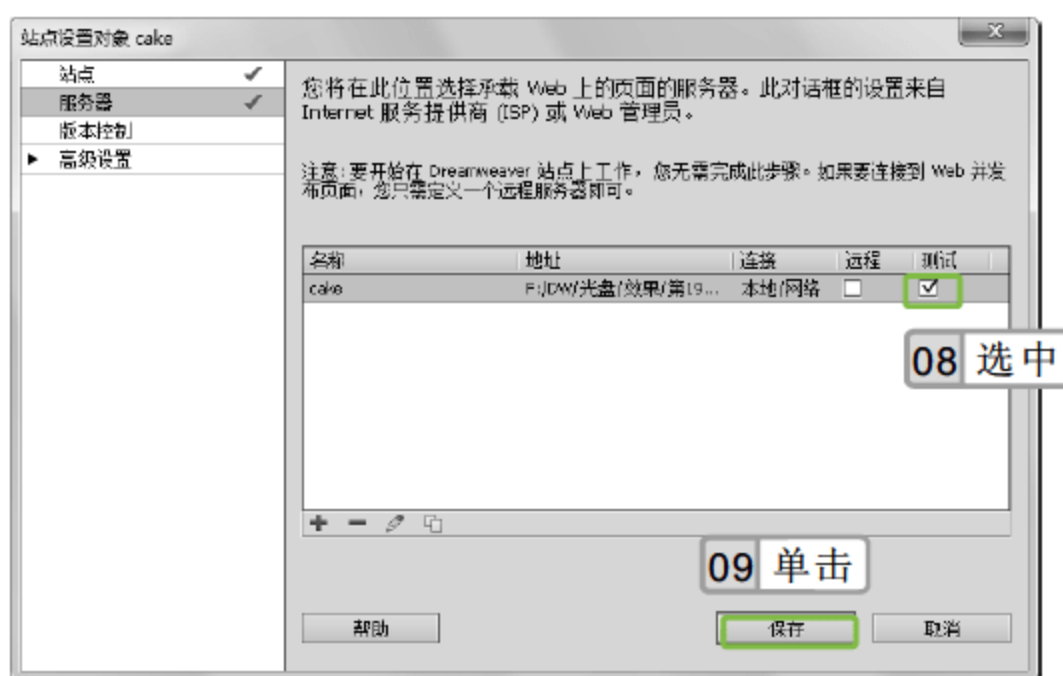 站点设置对象 cake
站点
服务器
版本控制
高级设置
您将在此位置选择承载 Web 上的页面的服务器。此对话框的设置来自
Internet 服务提供商 (ISP) 或 Web 管理员。
注意:要开始在 Dreamweaver 站点上工作，您无需完成此步骤。如果要连接到 Web 并发
布页面，您只需定义一个远程服务器即可。
名称 地址 连接 远程 测试
cake F:/DW/光盘/效果/第19... 本地/网络
08 选中
09 单击
帮助 保存 取消